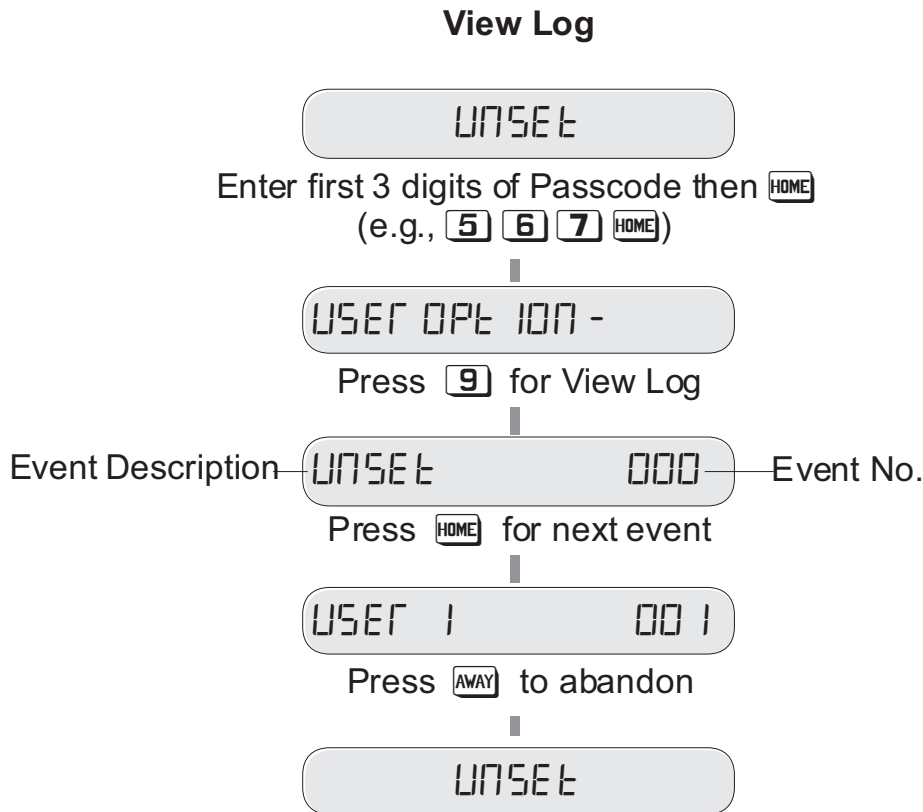 View Log
UNSEt
Enter first 3 digits of Passcode then HOME
(e.g., 5 6 7 HOME)
USEr OPtION -
Press 9 for View Log
Event Description UNSEt 000 Event No.
Press HOME for next event
USEr 1 001
Press AWAY to abandon
UNSEt